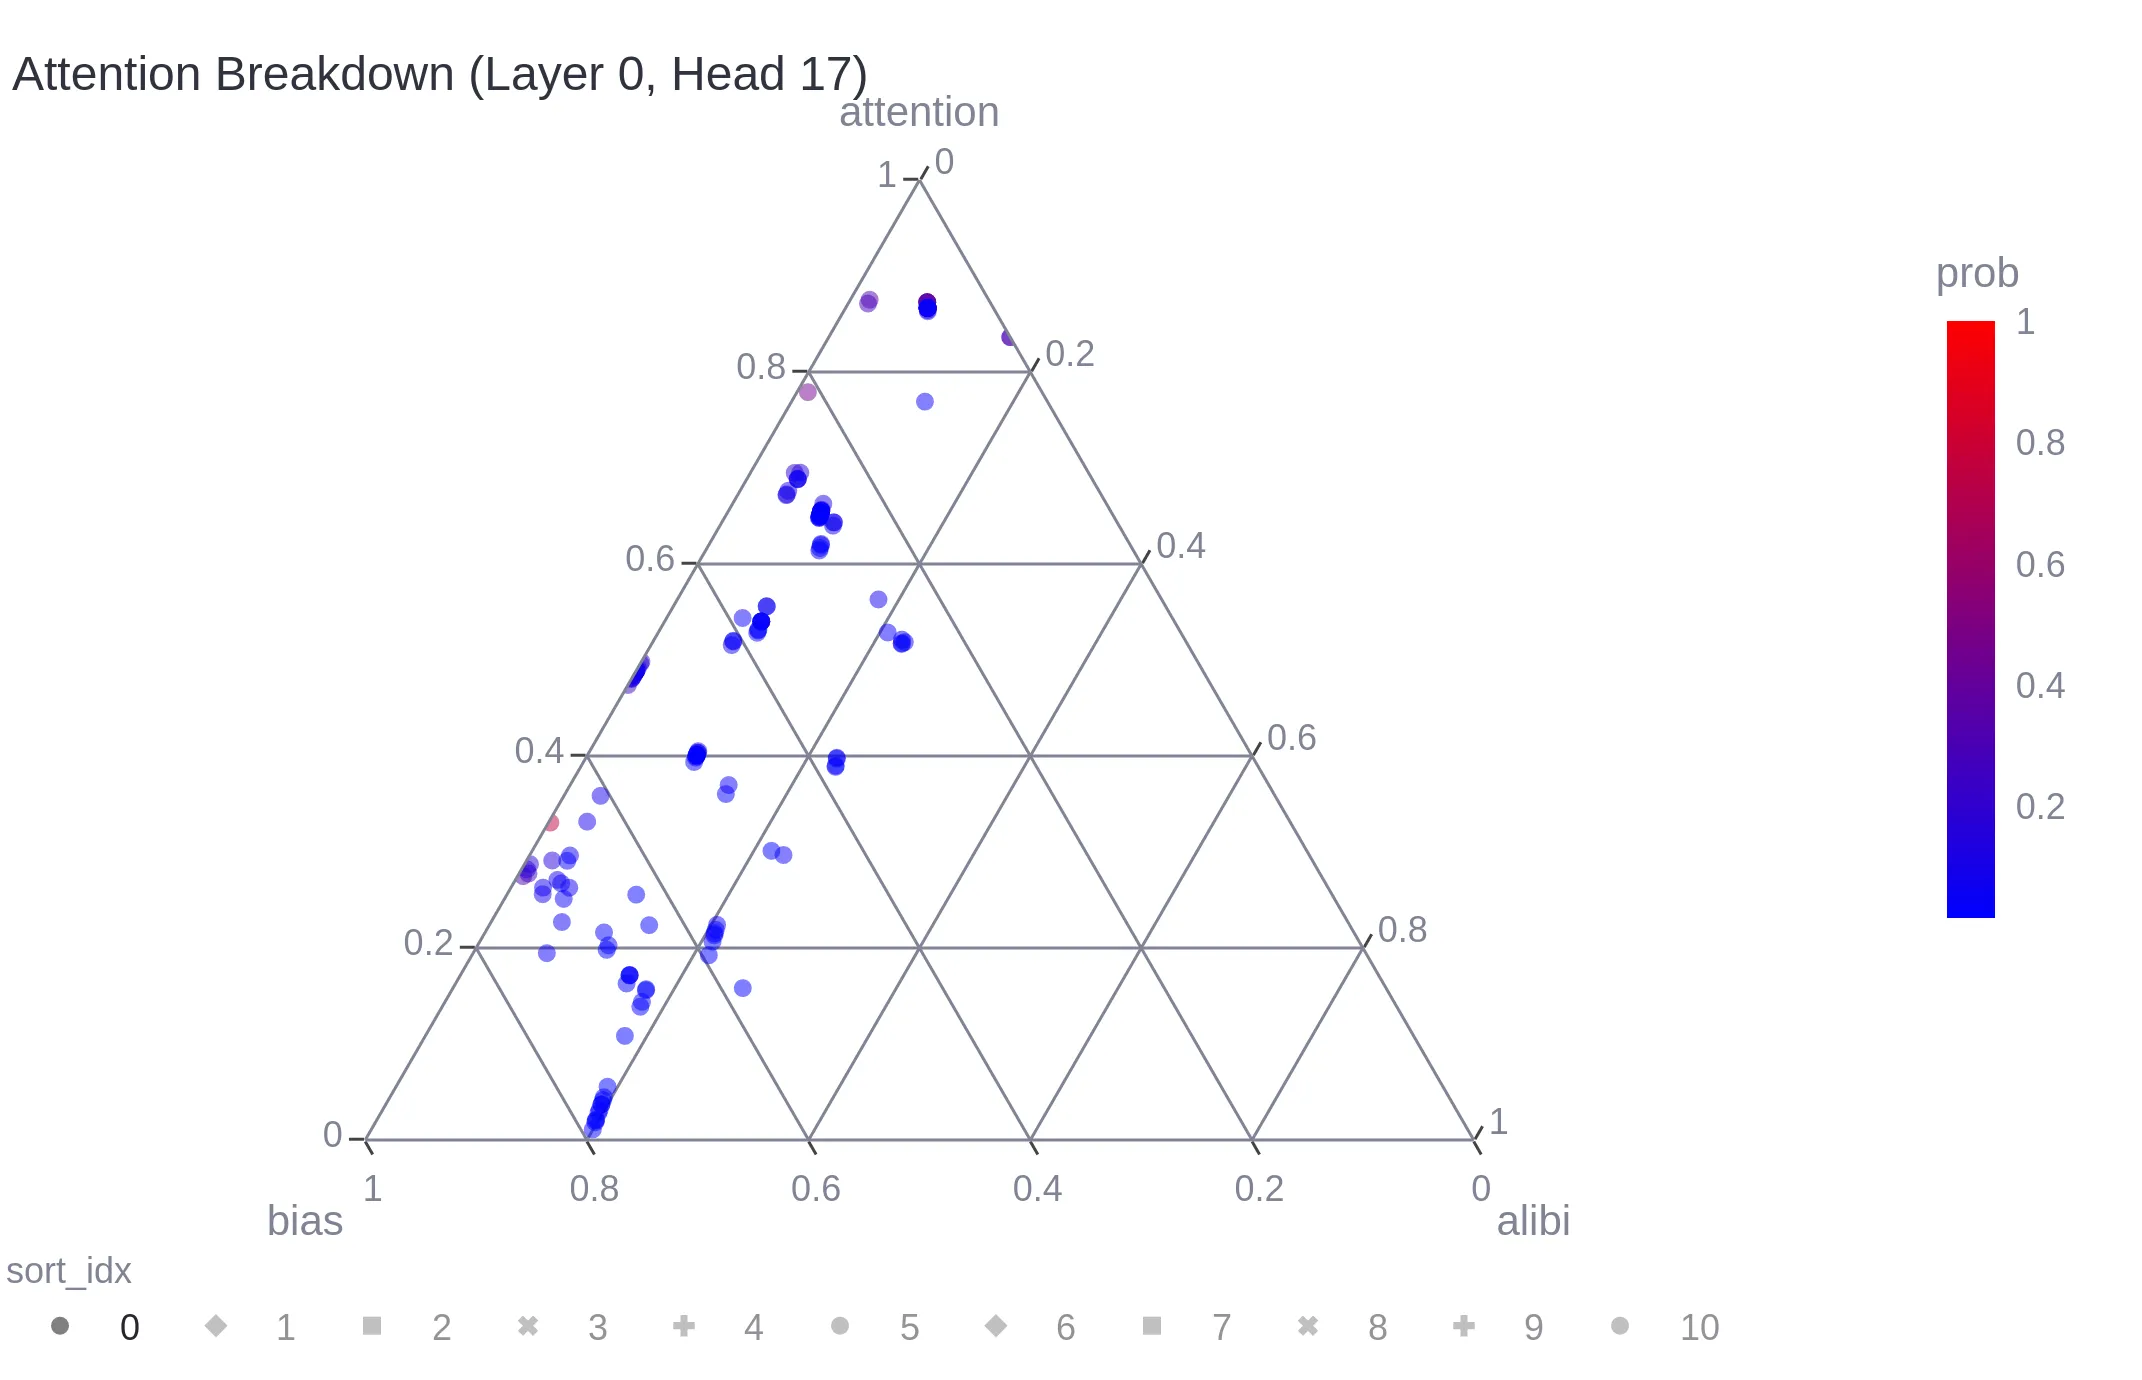 Attention Breakdown (Layer 0, Head 17)
attention
1 0
prob
1
0.8 0.2
0.8
0.6 0.4
0.6
0.4 0.6
0.4
0.2 0.8
0.2
0 1
1 0.8 0.6 0.4 0.2 0
bias alibi
sort_idx
0 1 2 3 4 5 6 7 8 9 10